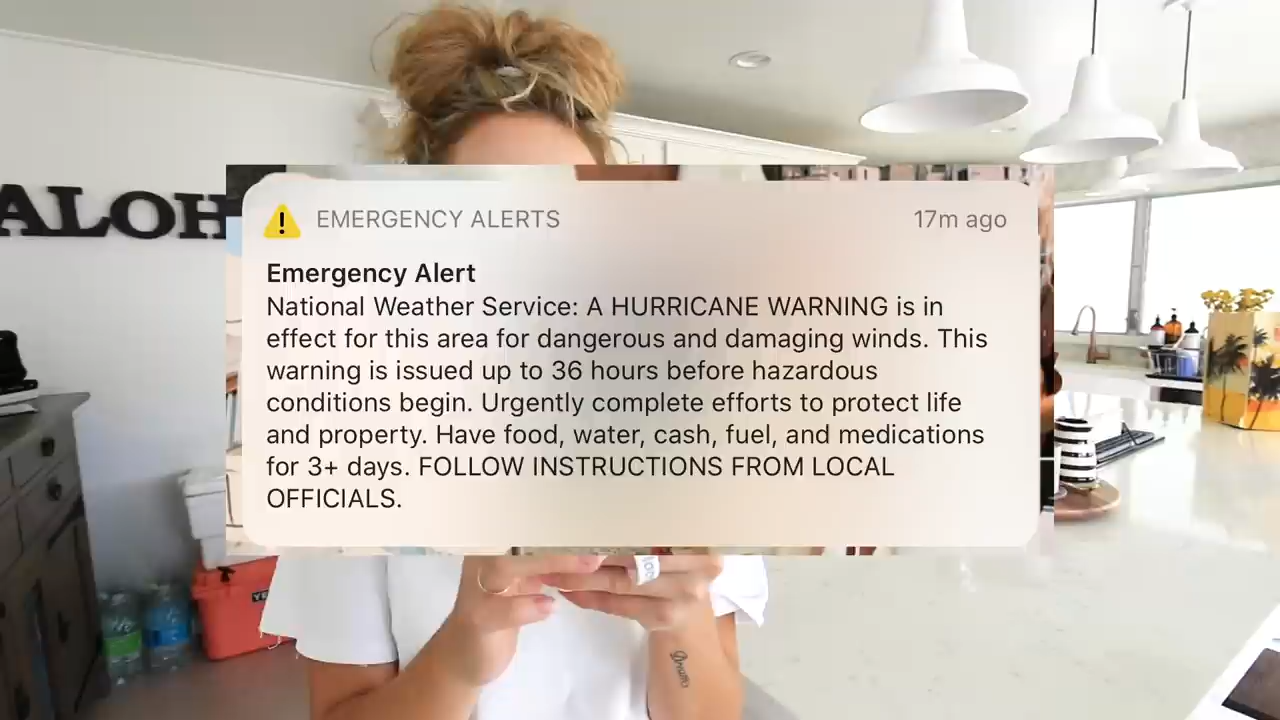 ALOH
EMERGENCY ALERTS 17m ago
Emergency Alert
National Weather Service: A HURRICANE WARNING is in
effect for this area for dangerous and damaging winds. This
warning is issued up to 36 hours before hazardous
conditions begin. Urgently complete efforts to protect life
and property. Have food, water, cash, fuel, and medications
for 3+ days. FOLLOW INSTRUCTIONS FROM LOCAL
OFFICIALS.